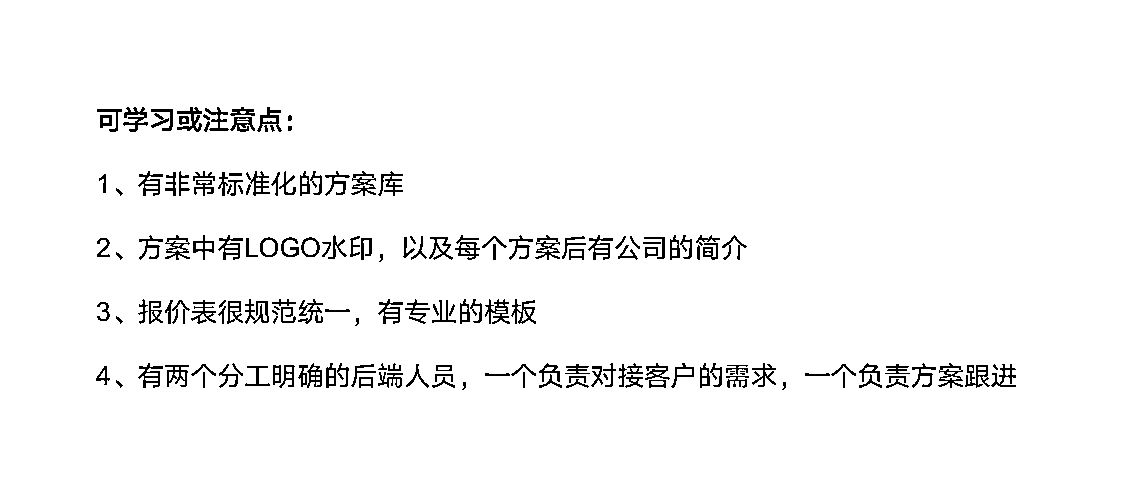 可学习或注意点：
1、有非常标准化的方案库
2、方案中有LOGO水印，以及每个方案后有公司的简介
3、报价表很规范统一，有专业的模板
4、有两个分工明确的后端人员，一个负责对接客户的需求，一个负责方案跟进